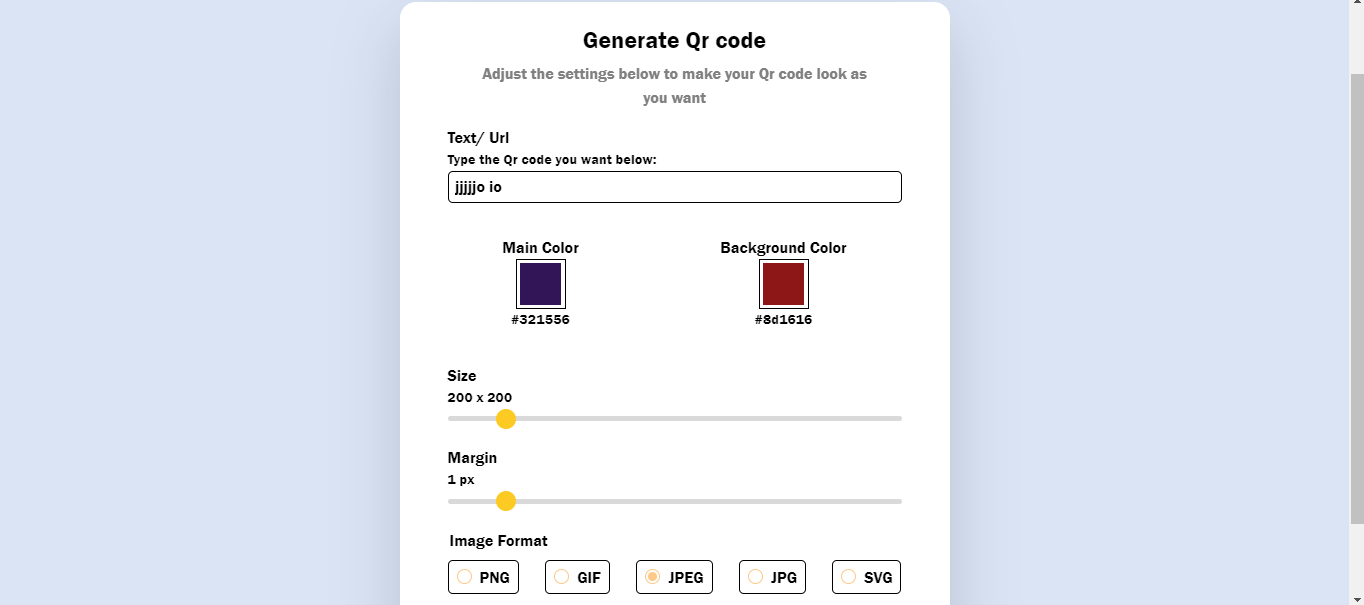 Generate Qr code
Adjust the settings below to make your Qr code look as
you want
Text/ Url
Type the Qr code you want below:
jjjjjo io
Main Color
Background Color
#321556
#8d1616
Size
200 x 200
Margin
1 px
Image Format
PNG
GIF
JPEG
JPG
SVG